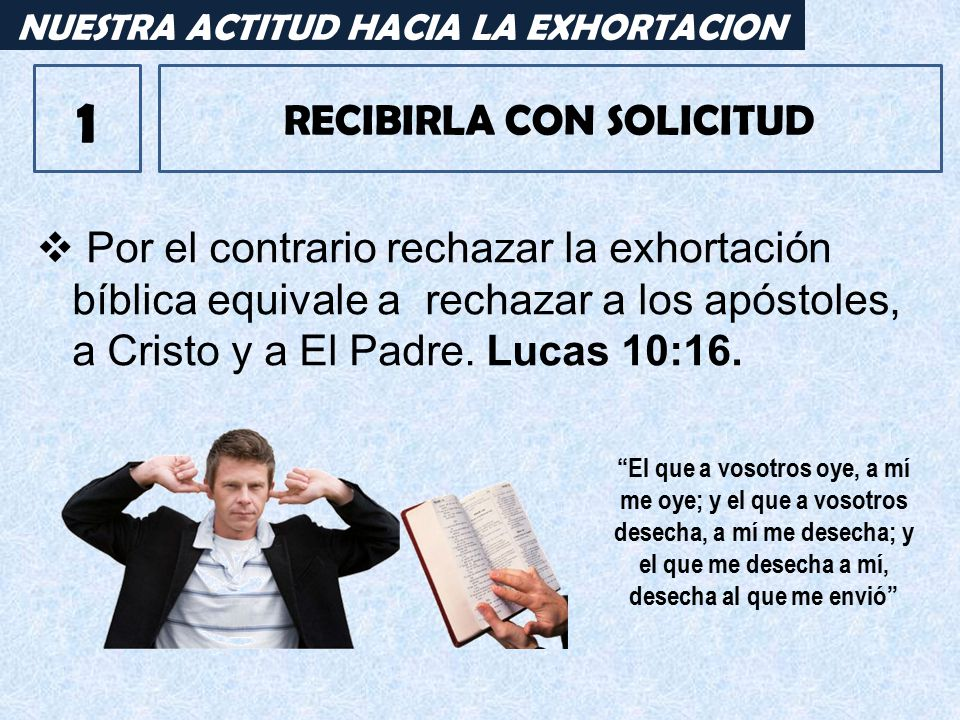 NUESTRA ACTITUD HACIA LA EXHORTACION
1
RECIBIRLA CON SOLICITUD
❖ Por el contrario rechazar la exhortación
bíblica equivale a rechazar a los apóstoles,
a Cristo y a El Padre. Lucas 10:16.
“El que a vosotros oye, a mí
me oye; y el que a vosotros
desecha, a mí me desecha; y
el que me desecha a mí,
desecha al que me envió”